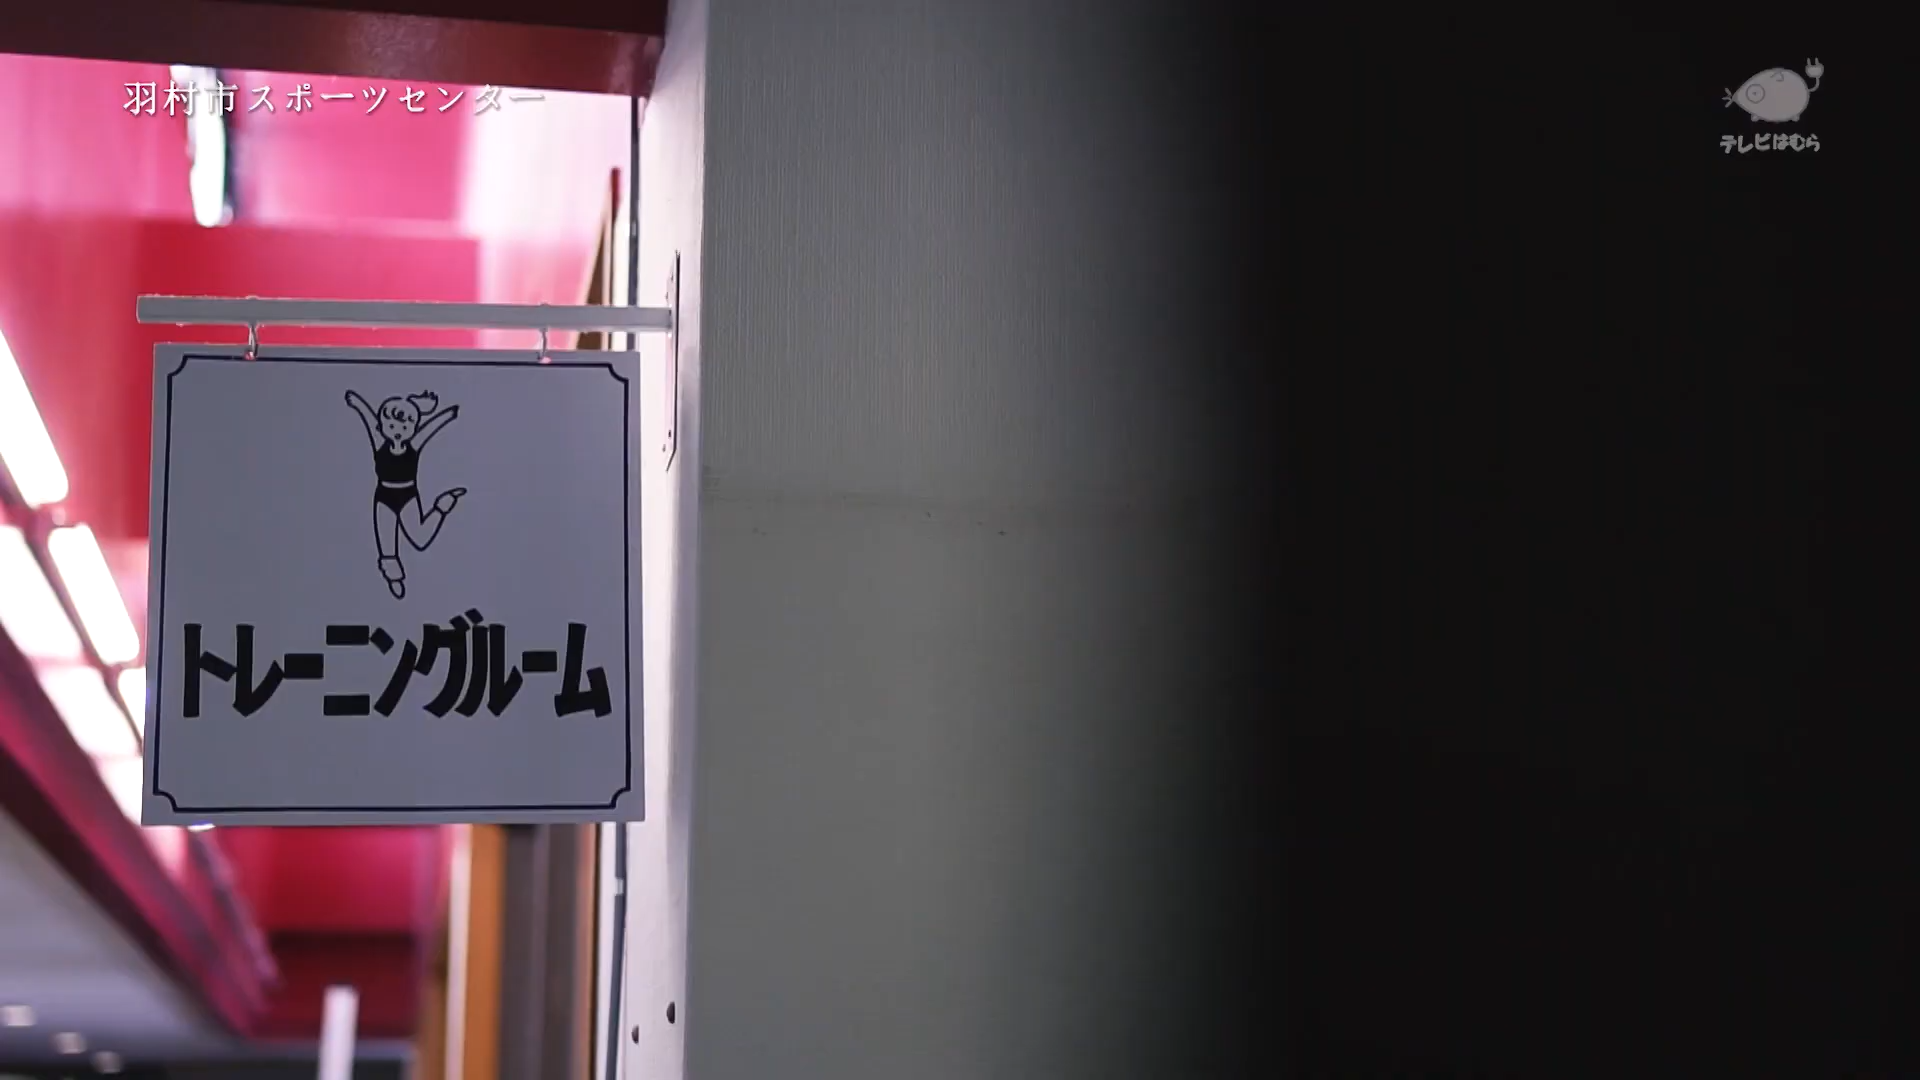 羽村市スポーツセンター
テレビはむら
トレーニングルーム